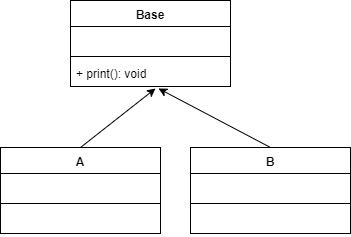 Base
+ print(): void
A
B